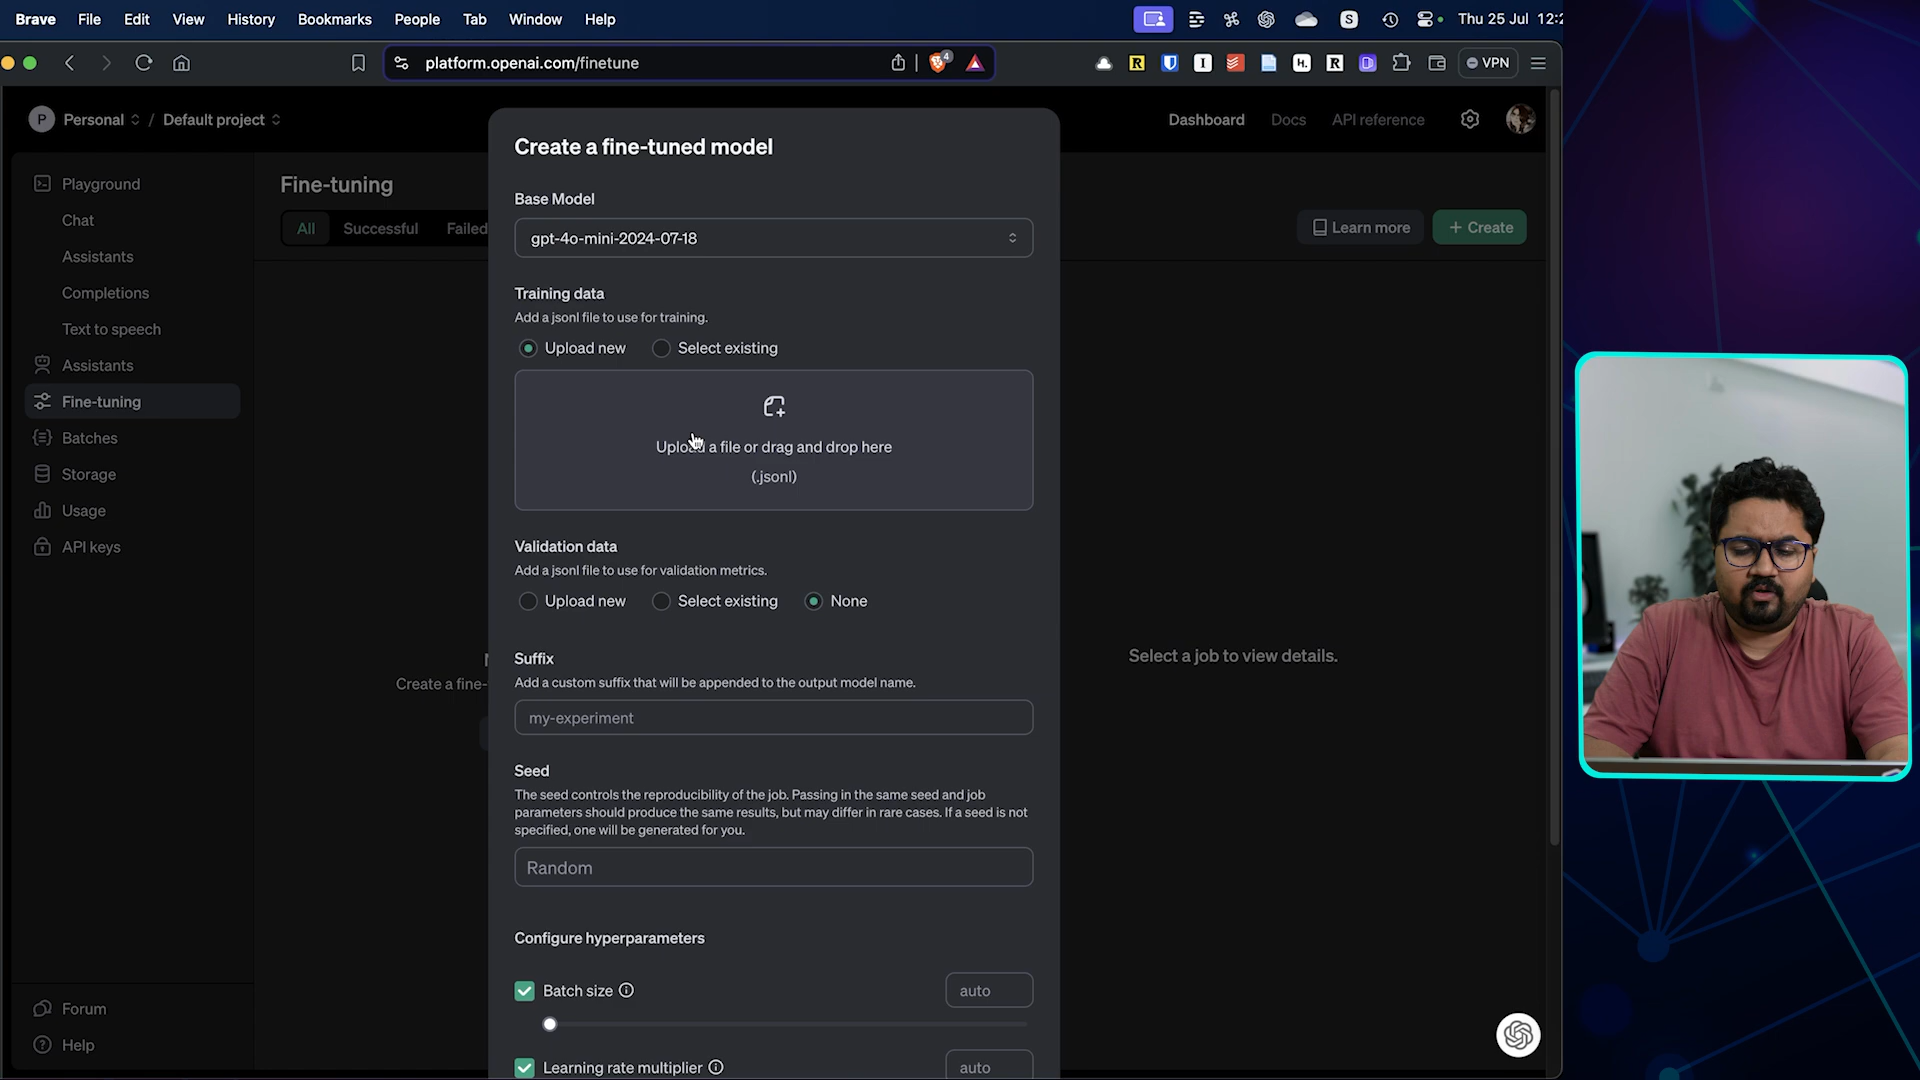 Brave File Edit View History Bookmarks People Tab Window Help
S
Thu 25 Jul 12:2
platform.openai.com/finetune
4
R
I
H.
R
VPN
P Personal / Default project
Dashboard Docs API reference
Playground
Chat
Assistants
Completions
Text to speech
Assistants
Fine-tuning
Batches
Storage
Usage
API keys
Forum
Help
Fine-tuning
All Successful Failed
Learn more
+ Create
Create a fine-
Select a job to view details.
Create a fine-tuned model
Base Model
gpt-4o-mini-2024-07-18
Training data
Add a jsonl file to use for training.
Upload new Select existing
Upload a file or drag and drop here
(.jsonl)
Validation data
Add a jsonl file to use for validation metrics.
Upload new Select existing None
Suffix
Add a custom suffix that will be appended to the output model name.
my-experiment
Seed
The seed controls the reproducibility of the job. Passing in the same seed and job
parameters should produce the same results, but may differ in rare cases. If a seed is not
specified, one will be generated for you.
Random
Configure hyperparameters
Batch size auto
Learning rate multiplier auto